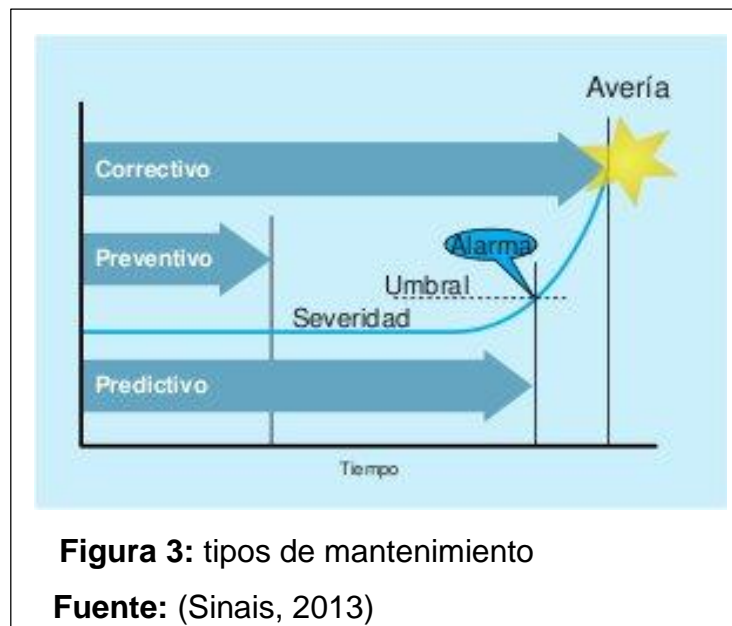 Avería
Correctivo
Preventivo
Alarma
Umbral
Severidad
Predictivo
Tiempo
Figura 3: tipos de mantenimiento
Fuente: (Sinais, 2013)